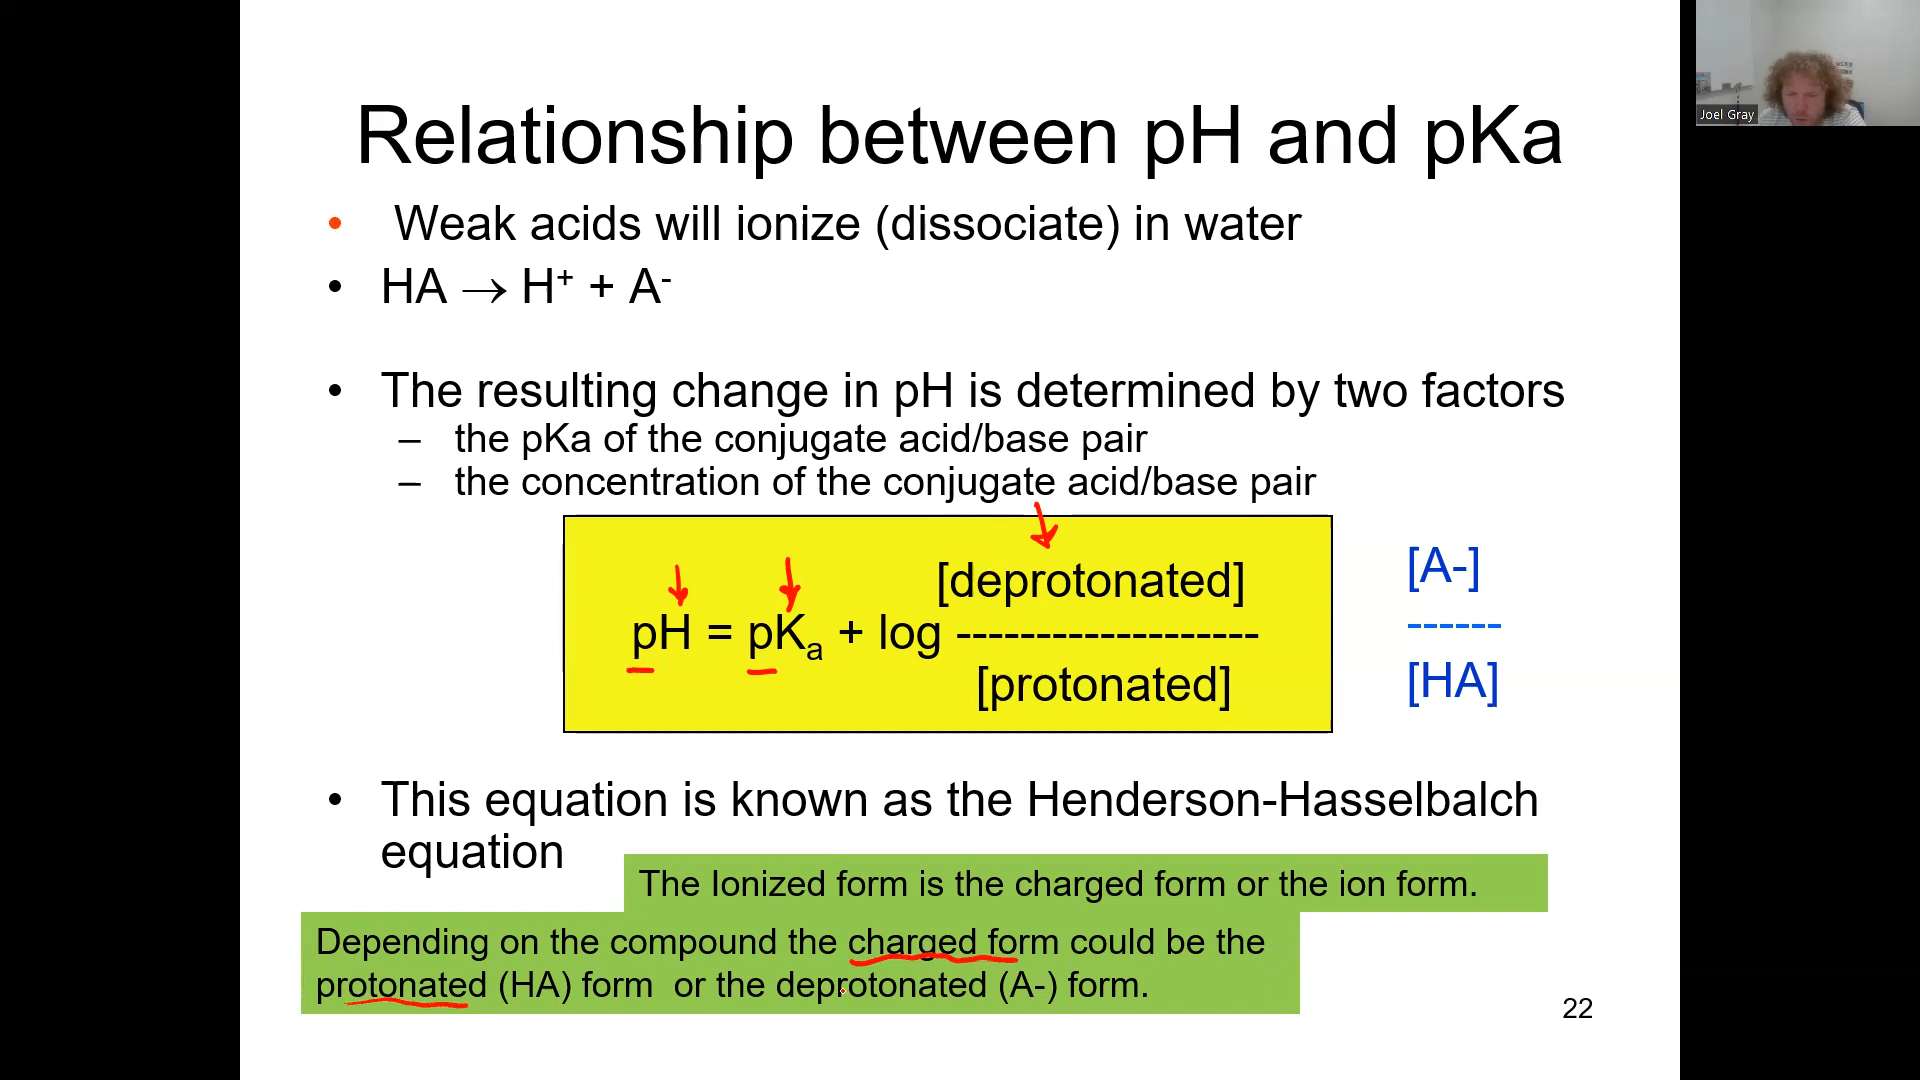 Relationship between pH and pKa
• Weak acids will ionize (dissociate) in water
• HA → H⁺ + A⁻
• The resulting change in pH is determined by two factors
– the pKa of the conjugate acid/base pair
– the concentration of the conjugate acid/base pair
[deprotonated]
pH = pKₐ + log -------------------
[protonated]
[A-]
------
[HA]
• This equation is known as the Henderson-Hasselbalch
equation
The Ionized form is the charged form or the ion form.
Depending on the compound the charged form could be the
protonated (HA) form or the deprotonated (A-) form.
22
Joel Gray